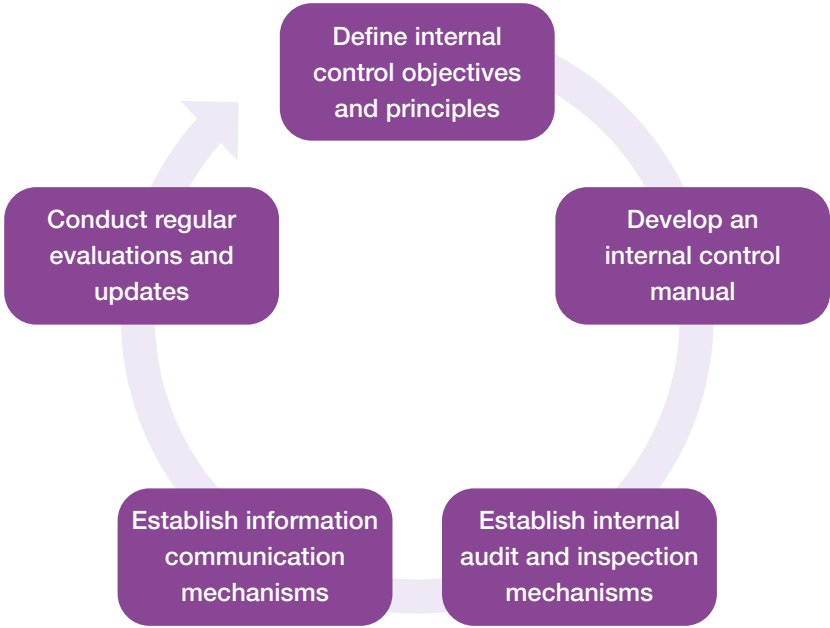 Define internal
control objectives
and principles
Develop an
internal control
manual
Establish internal
audit and inspection
mechanisms
Establish information
communication
mechanisms
Conduct regular
evaluations and
updates